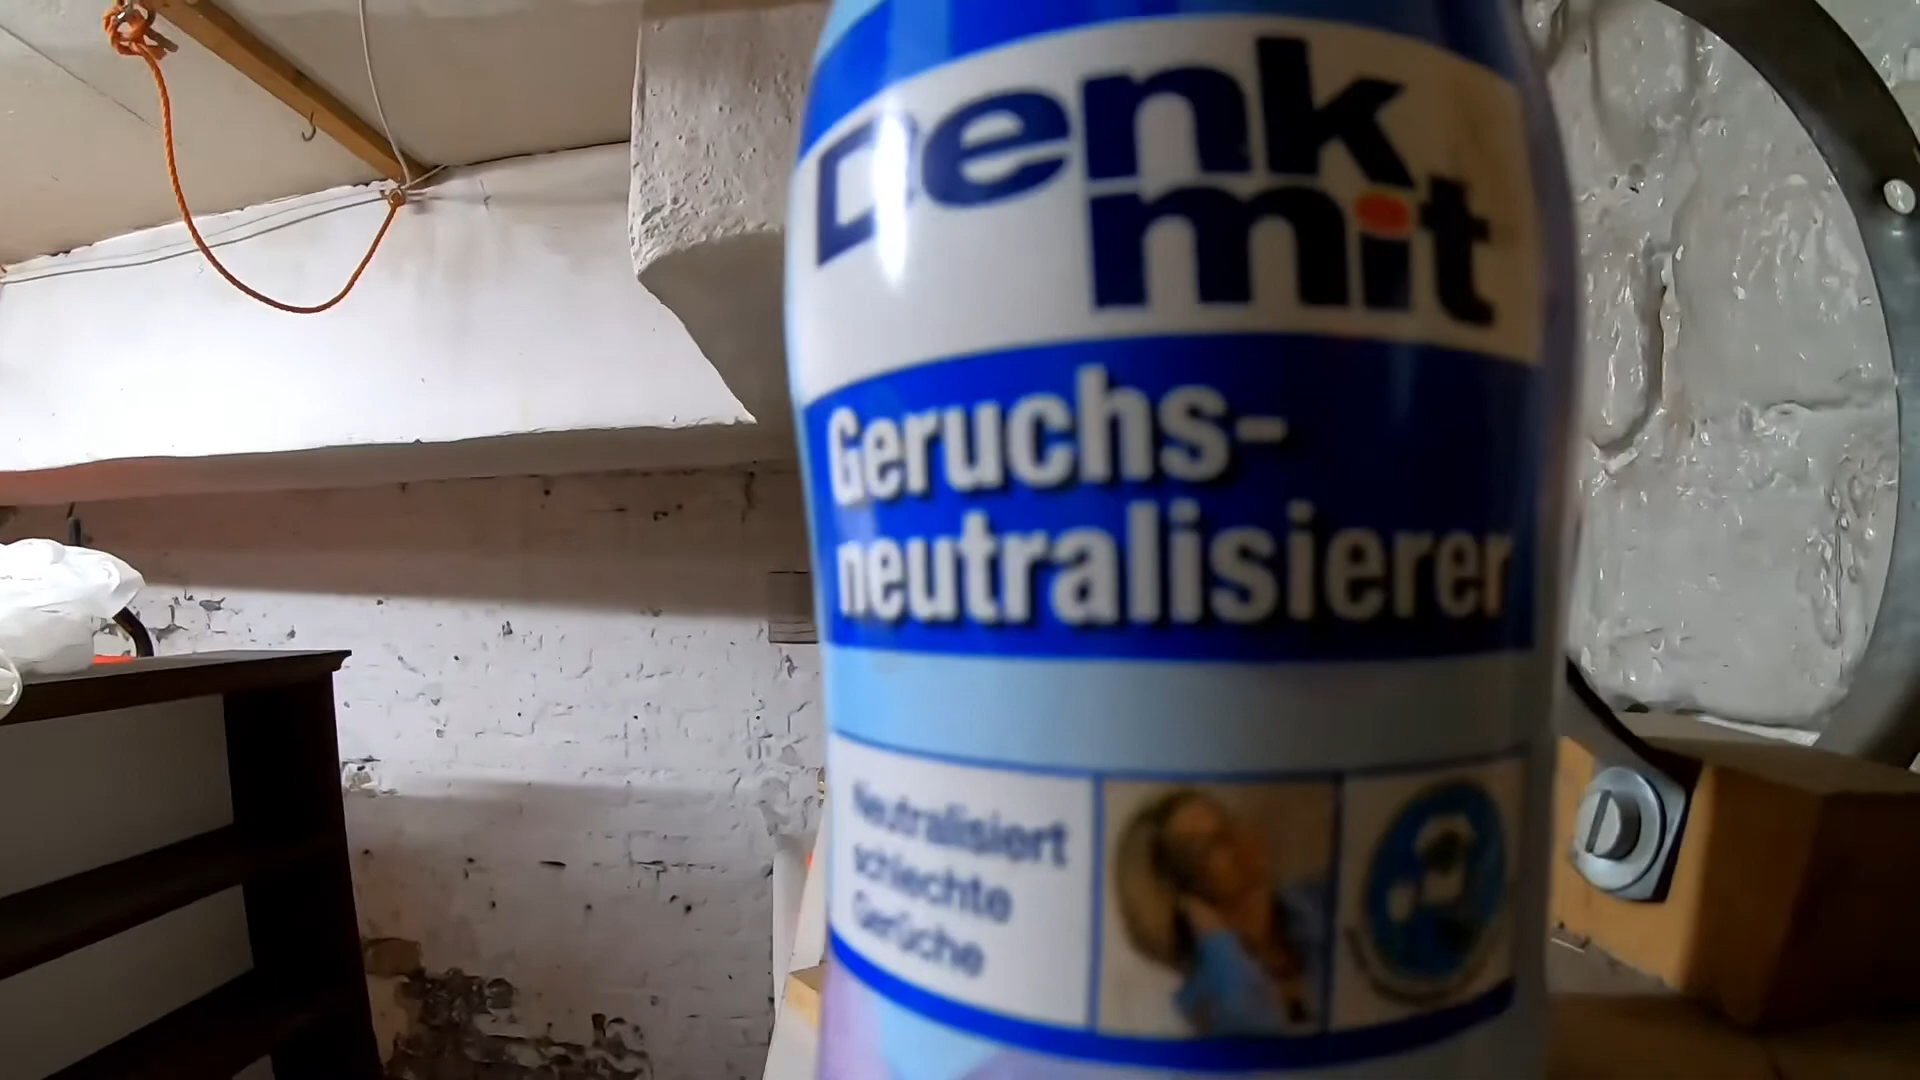 Denk
mit
Geruchs-
neutralisierer
Neutralisiert
schlechte
Gerüche